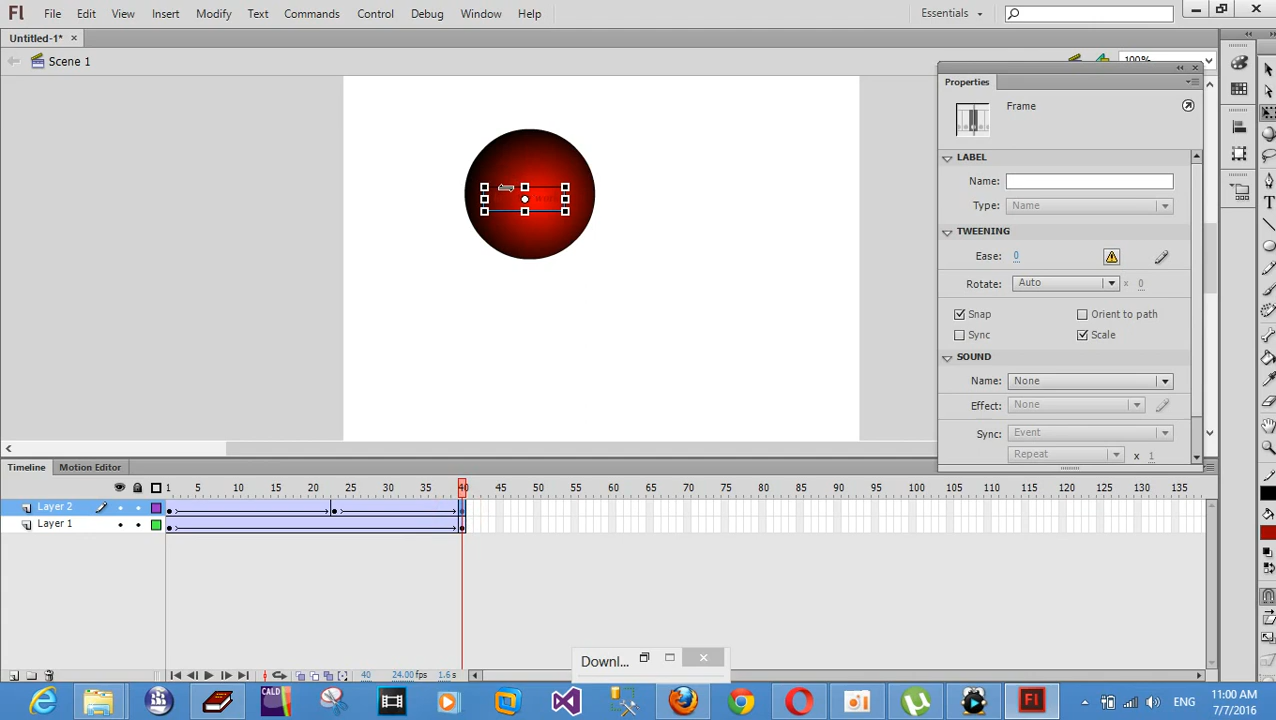 Fl File Edit View Insert Modify Text Commands Control Debug Window Help Essentials
Untitled-1* ×
Scene 1 100%
Properties
Frame
LABEL
Name:
Type: Name
TWEENING
Ease: 0
Rotate: Auto x 0
Snap Orient to path
Sync Scale
SOUND
Name: None
Effect: None
Sync: Event
Repeat x 1
Timeline Motion Editor
1 5 10 15 20 25 30 35 40 45 50 55 60 65 70 75 80 85 90 95 100 105 110 115 120 125 130 135
Layer 2
Layer 1
40 24.00 fps 1.6 s
Downl...
CALD Fl ENG 11:00 AM
7/7/2016